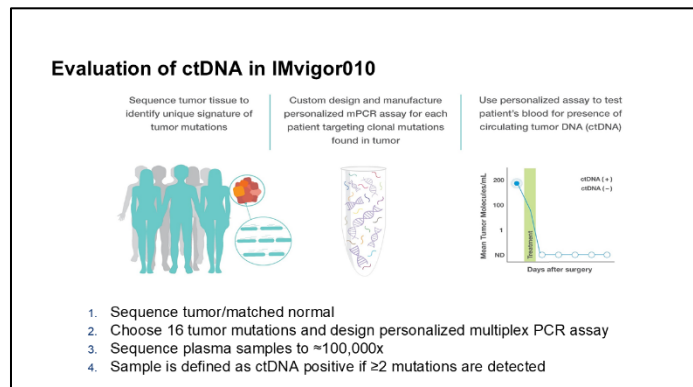 Evaluation of ctDNA in IMvigor010
Sequence tumor tissue
to identify unique signature of
tumor mutations
Custom design and manufacture
personalized mPCR assay for each
patient targeting clonal mutations
found in tumor
Use personalized assay to test
patient's blood for presence of
circulating tumor DNA (ctDNA)
Mean Tumor Molecules/mL
200
100
1
ND
Treatment
ctDNA (+)
ctDNA (−)
Days after surgery
1. Sequence tumor/matched normal
2. Choose 16 tumor mutations and design personalized multiplex PCR assay
3. Sequence plasma samples to ≈100,000x
4. Sample is defined as ctDNA positive if ≥2 mutations are detected